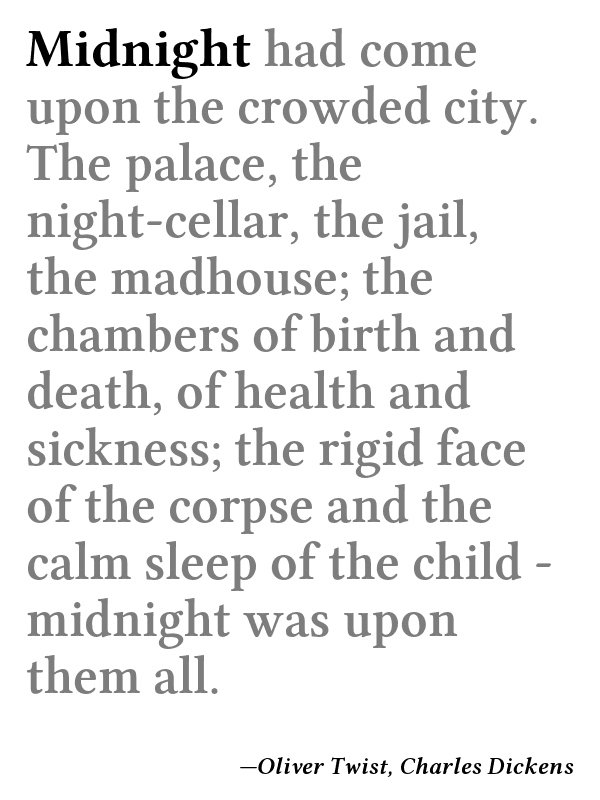 Midnight had come
upon the crowded city.
The palace, the
night-cellar, the jail,
the madhouse; the
chambers of birth and
death, of health and
sickness; the rigid face
of the corpse and the
calm sleep of the child -
midnight was upon
them all.
—Oliver Twist, Charles Dickens